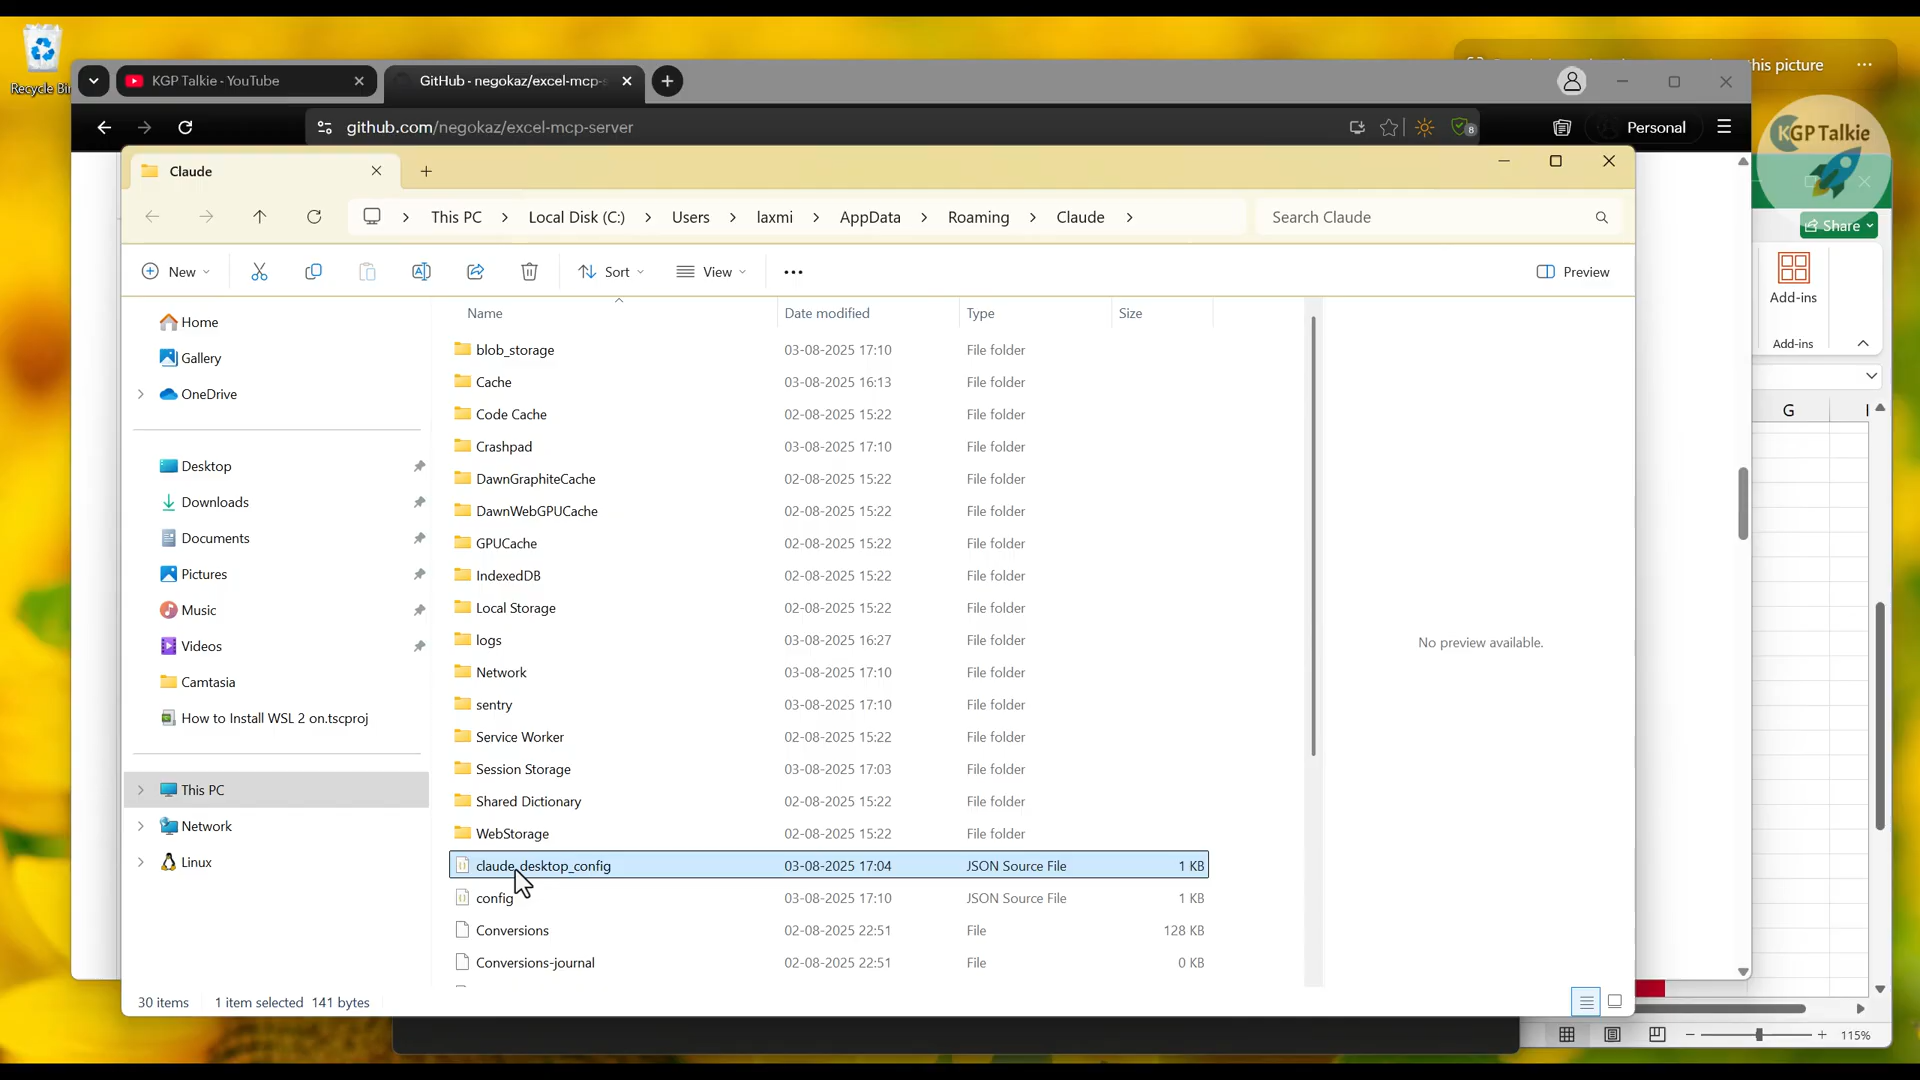 Recycle Bin
KGP Talkie - YouTube
GitHub - negokaz/excel-mcp-s
this picture
github.com/negokaz/excel-mcp-server
8
Personal
KGP Talkie
Claude
This PC > Local Disk (C:) > Users > laxmi > AppData > Roaming > Claude >
Search Claude
Share
New
Sort
View
Preview
Add-ins
Add-ins
Name Date modified Type Size
Home
Gallery
OneDrive
Desktop
Downloads
Documents
Pictures
Music
Videos
Camtasia
How to Install WSL 2 on.tscproj
This PC
Network
Linux
blob_storage 03-08-2025 17:10 File folder
Cache 03-08-2025 16:13 File folder
Code Cache 02-08-2025 15:22 File folder
Crashpad 03-08-2025 17:10 File folder
DawnGraphiteCache 02-08-2025 15:22 File folder
DawnWebGPUCache 02-08-2025 15:22 File folder
GPUCache 02-08-2025 15:22 File folder
IndexedDB 02-08-2025 15:22 File folder
Local Storage 02-08-2025 15:22 File folder
logs 03-08-2025 16:27 File folder
Network 03-08-2025 17:10 File folder
sentry 03-08-2025 17:10 File folder
Service Worker 02-08-2025 15:22 File folder
Session Storage 03-08-2025 17:03 File folder
Shared Dictionary 02-08-2025 15:22 File folder
WebStorage 02-08-2025 15:22 File folder
claude_desktop_config 03-08-2025 17:04 JSON Source File 1 KB
config 03-08-2025 17:10 JSON Source File 1 KB
Conversions 02-08-2025 22:51 File 128 KB
Conversions-journal 02-08-2025 22:51 File 0 KB
No preview available.
G
30 items 1 item selected 141 bytes
115%